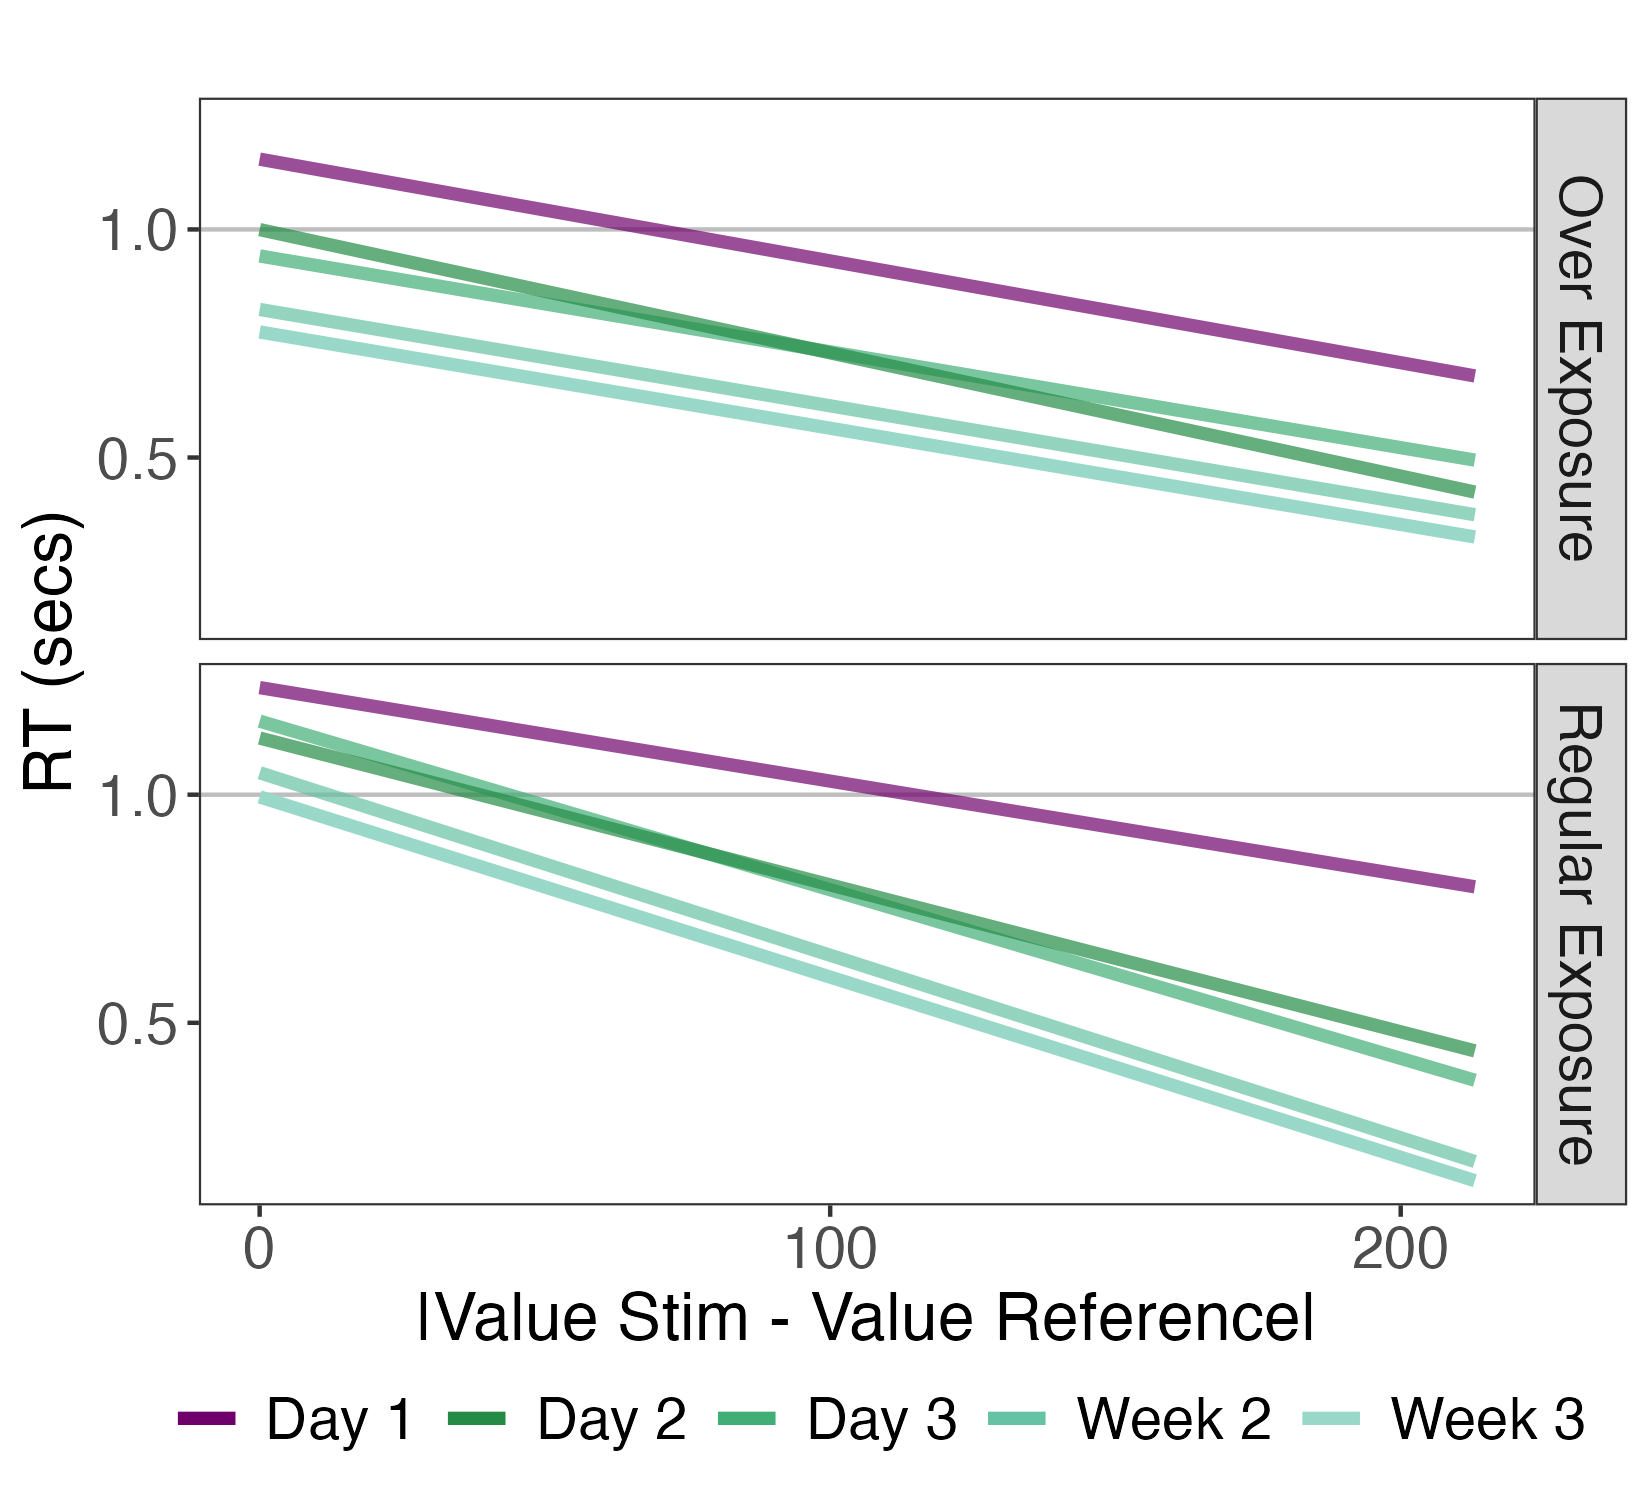 Over Exposure
1.0
0.5
RT (secs)
Regular Exposure
1.0
0.5
0 100 200
|Value Stim - Value Reference|
Day 1 Day 2 Day 3 Week 2 Week 3